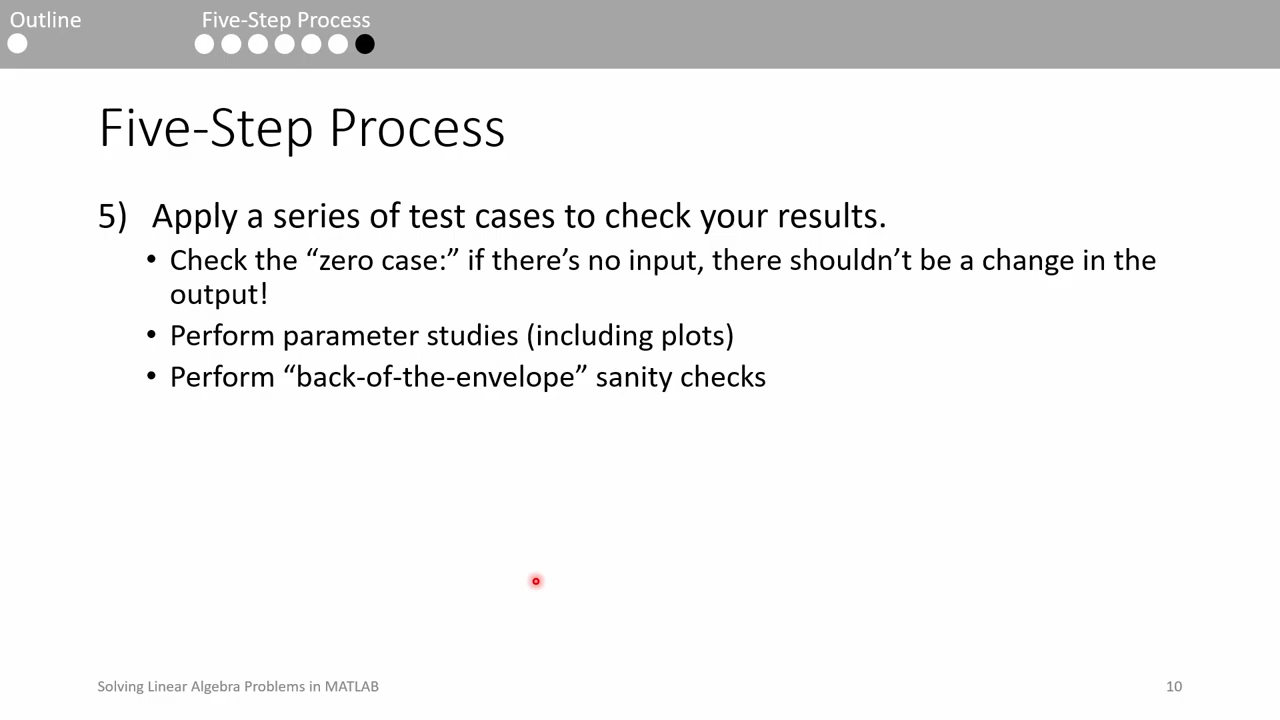 Outline
Five-Step Process
Five-Step Process
5) Apply a series of test cases to check your results.
• Check the “zero case:” if there’s no input, there shouldn’t be a change in the
output!
• Perform parameter studies (including plots)
• Perform “back-of-the-envelope” sanity checks
Solving Linear Algebra Problems in MATLAB
10